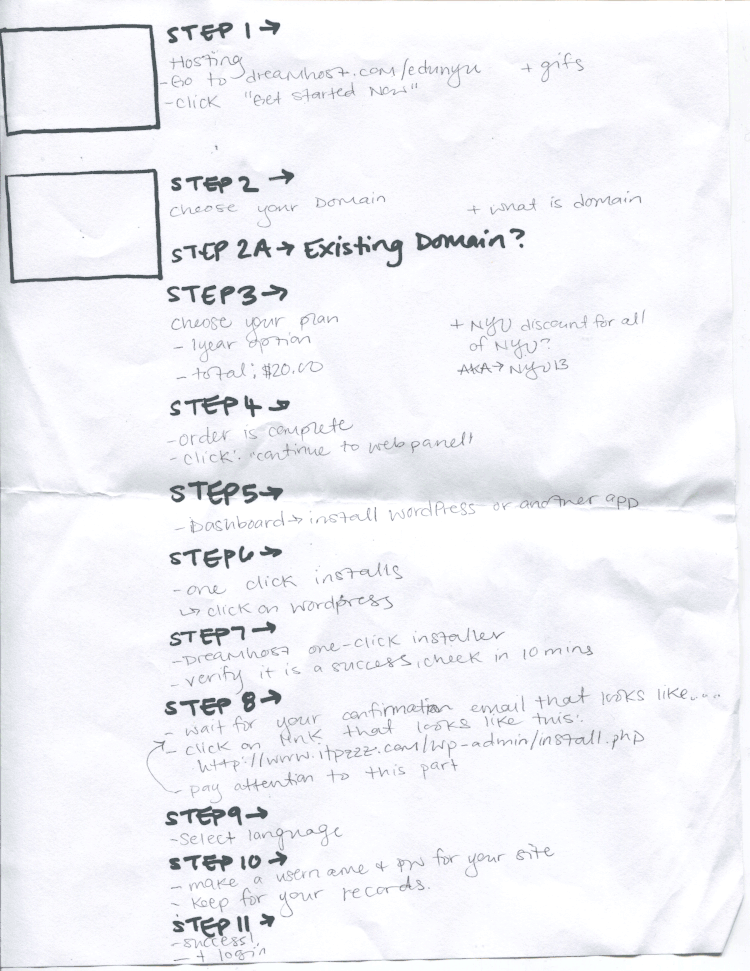 STEP 1 →
Hosting
- Go to dreamhost.com/edunyu + gifs
- click "Get Started Now"
STEP 2 →
choose your Domain + what is domain
STEP 2A → Existing Domain?
STEP 3 →
choose your plan + NYU discount for all
- 1 year option of NYU?
- total: $20.00 AKA → NYU13
STEP 4 →
- order is complete
- click: "continue to web panel"
STEP 5 →
- Dashboard → install wordpress or another app
STEP 6 →
- one click installs
↳ click on wordpress
STEP 7 →
- Dreamhost one-click installer
- verify it is a success, check in 10 mins
STEP 8 →
- wait for your confirmation email that looks like....
- click on link that looks like this:
http://www.itpzzz.com/wp-admin/install.php
- pay attention to this part
STEP 9 →
- Select language
STEP 10 →
- make a username & pw for your site
- keep for your records.
STEP 11 →
- success!
- + login